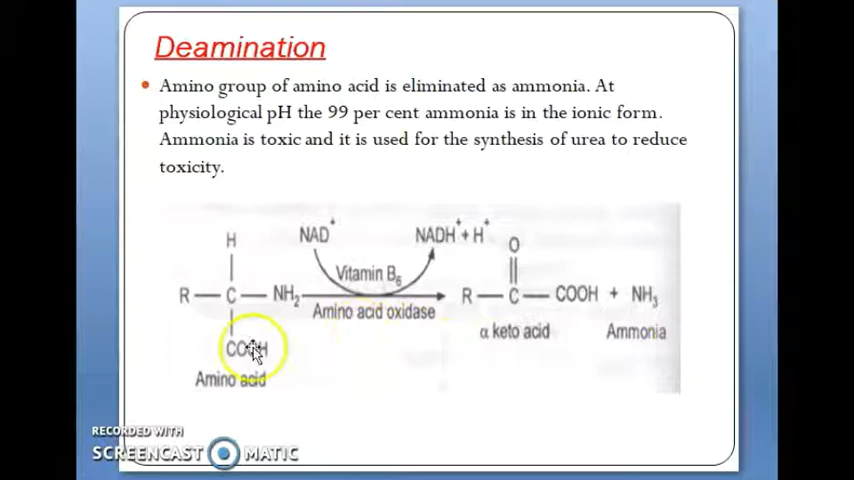 Deamination
• Amino group of amino acid is eliminated as ammonia. At
physiological pH the 99 per cent ammonia is in the ionic form.
Ammonia is toxic and it is used for the synthesis of urea to reduce
toxicity.
NAD⁺ NADH⁺ + H⁺
H O
Vitamin B₆
R — C — NH₂ R — C — COOH + NH₃
Amino acid oxidase
α keto acid Ammonia
COOH
Amino acid
RECORDED WITH
SCREENCAST MATIC